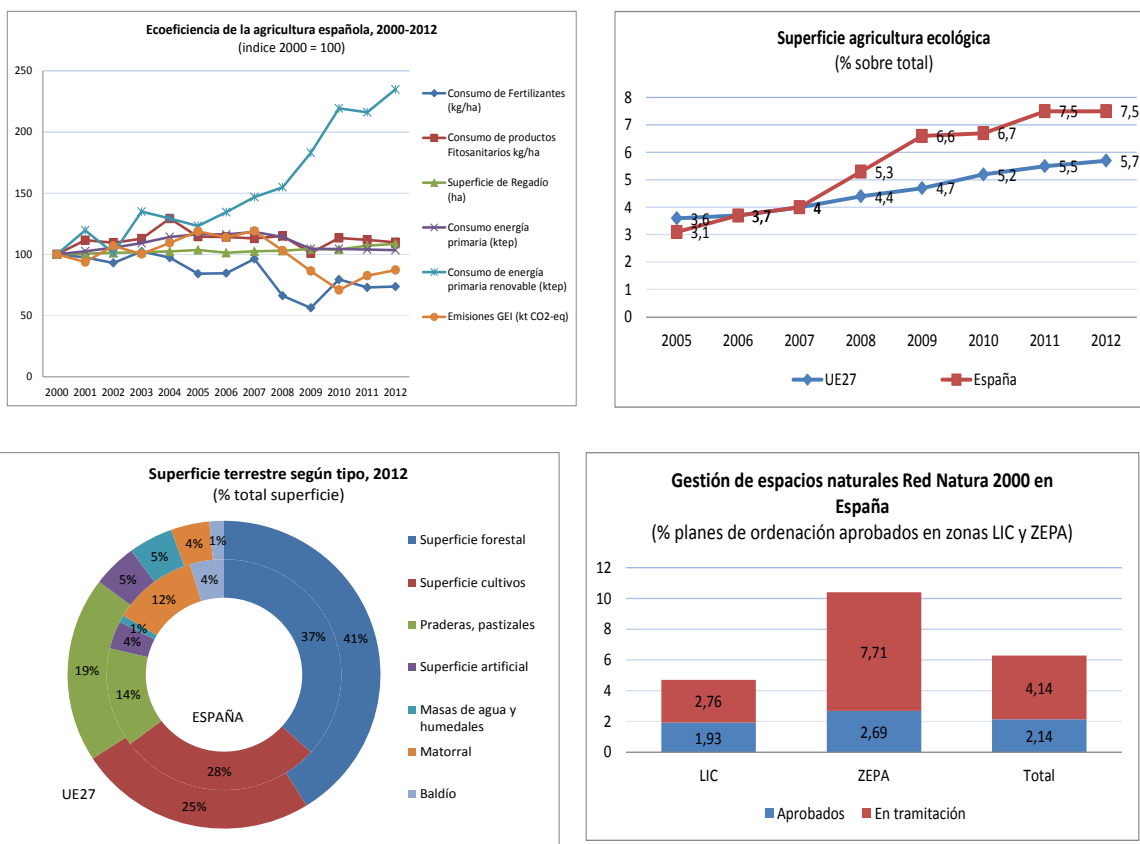 Ecoeficiencia de la agricultura española, 2000-2012
(indice 2000 = 100)
250
200
150
100
50
0
2000 2001 2002 2003 2004 2005 2006 2007 2008 2009 2010 2011 2012
Consumo de Fertilizantes
(kg/ha)
Consumo de productos
Fitosanitarios kg/ha
Superficie de Regadío
(ha)
Consumo energía
primaria (ktep)
Consumo de energía
primaria renovable (ktep)
Emisiones GEI (kt CO2-eq)
Superficie agricultura ecológica
(% sobre total)
8
7
6
5
4
3
2
1
0
3,6
3,1
3,7
3,7
4
4
5,3
4,4
6,6
4,7
6,7
5,2
7,5
5,5
7,5
5,7
2005 2006 2007 2008 2009 2010 2011 2012
UE27 España
Superficie terrestre según tipo, 2012
(% total superficie)
41%
25%
19%
5%
5%
4%
1%
37%
28%
14%
4%
1%
12%
4%
ESPAÑA
UE27
Superficie forestal
Superficie cultivos
Praderas, pastizales
Superficie artificial
Masas de agua y
humedales
Matorral
Baldío
Gestión de espacios naturales Red Natura 2000 en
España
(% planes de ordenación aprobados en zonas LIC y ZEPA)
12
10
8
6
4
2
0
2,76
1,93
7,71
2,69
4,14
2,14
LIC ZEPA Total
Aprobados En tramitación